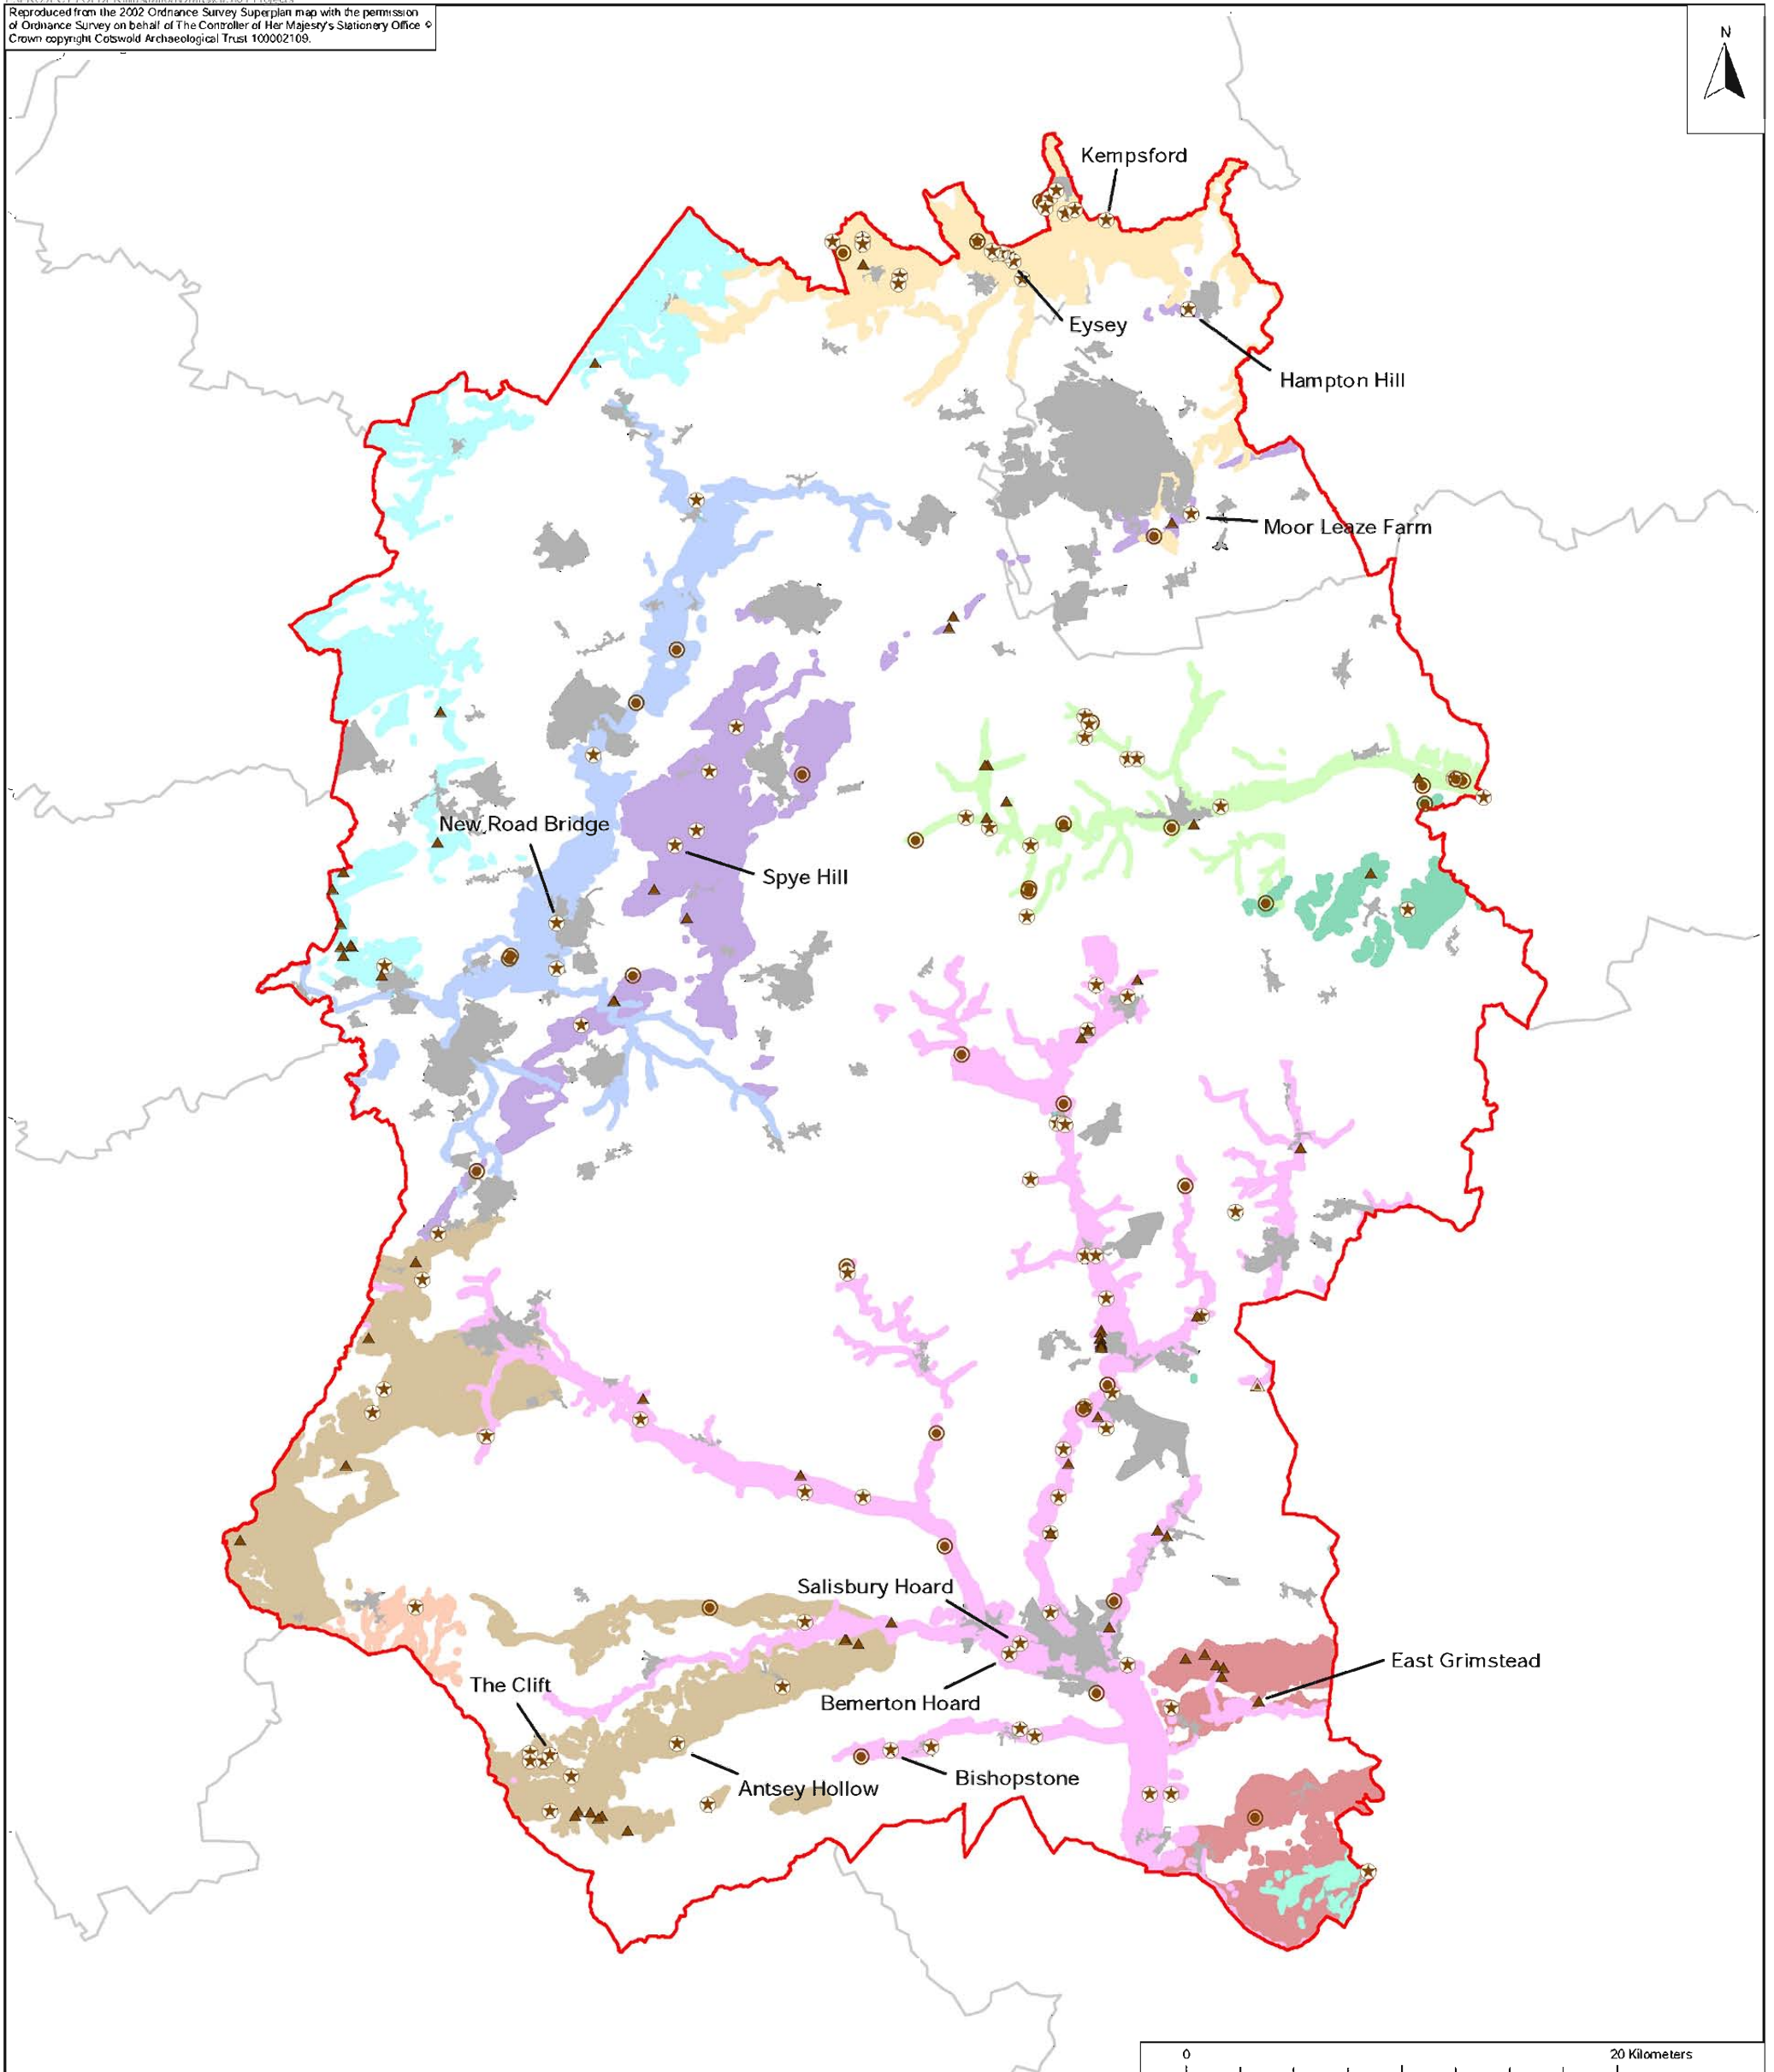 Reproduced from the 2002 Ordnance Survey Superplan map with the permission
of Ordnance Survey on behalf of The Controller of Her Majesty's Stationery Office ©
Crown copyright Cotswold Archaeological Trust 100002109.
N
Kempsford
Eysey
Hampton Hill
Moor Leaze Farm
New Road Bridge
Spye Hill
Salisbury Hoard
East Grimstead
The Clift
Bemerton Hoard
Antsey Hollow
Bishopstone
0 20 Kilometers